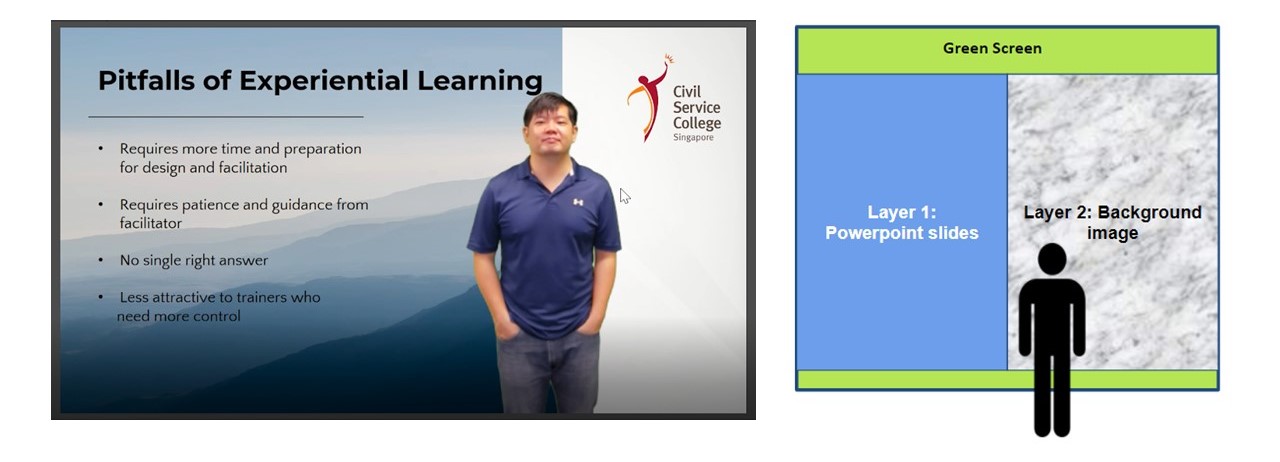 Pitfalls of Experiential Learning
• Requires more time and preparation
for design and facilitation
• Requires patience and guidance from
facilitator
• No single right answer
• Less attractive to trainers who
need more control
Civil
Service
College
Singapore
Green Screen
Layer 1:
Powerpoint slides
Layer 2: Background
image